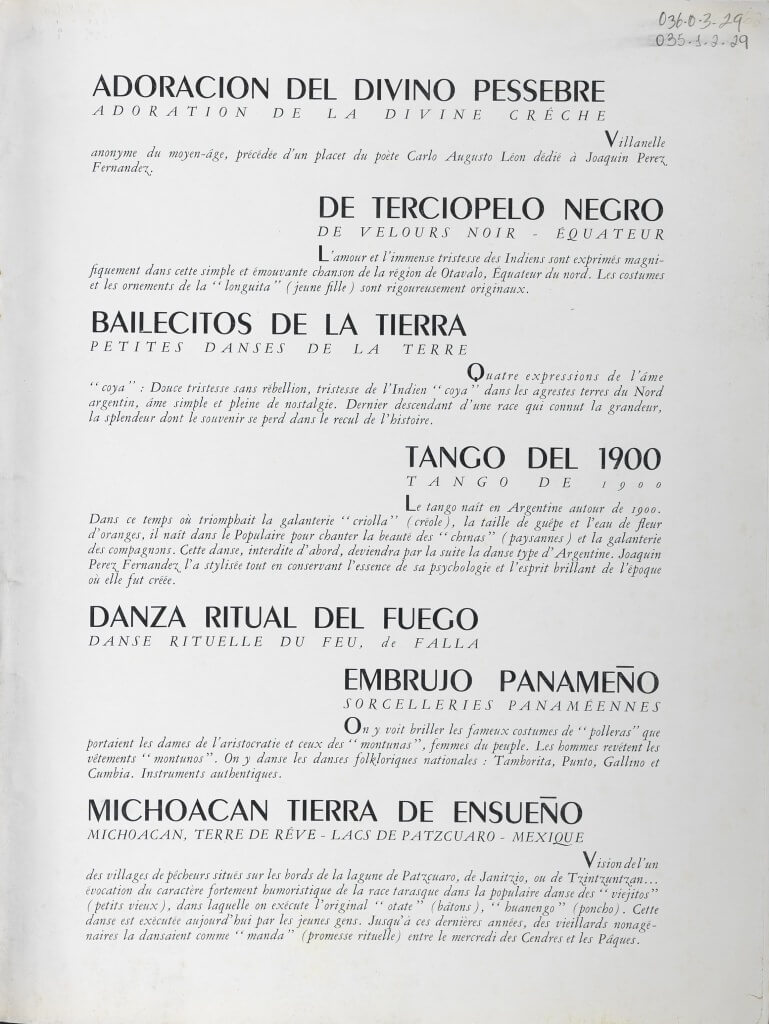 036.0.3.29
035.1.2.29
ADORACION DEL DIVINO PESSEBRE
ADORATION DE LA DIVINE CRÉCHE
Villanelle
anonyme du moyen-âge, précédée d'un placet du poète Carlo Augusto Léon dédié à Joaquin Perez
Fernandez.
DE TERCIOPELO NEGRO
DE VELOURS NOIR - ÉQUATEUR
L'amour et l'immense tristesse des Indiens sont exprimés magni-
fiquement dans cette simple et émouvante chanson de la région de Otavalo, Equateur du nord. Les costumes
et les ornements de la "longuita" (jeune fille) sont rigoureusement originaux.
BAILECITOS DE LA TIERRA
PETITES DANSES DE LA TERRE
Quatre expressions de l'âme
"coya" : Douce tristesse sans rébellion, tristesse de l'Indien "coya" dans les agrestes terres du Nord
argentin, âme simple et pleine de nostalgie. Dernier descendant d'une race qui connut la grandeur,
la splendeur dont le souvenir se perd dans le recul de l'histoire.
TANGO DEL 1900
TANGO DE 1900
Le tango naît en Argentine autour de 1900.
Dans ce temps où triomphait la galanterie "criolla" (créole), la taille de guêpe et l'eau de fleur
d'oranges, il naît dans le Populaire pour chanter la beauté des "chinas" (paysannes) et la galanterie
des compagnons. Cette danse, interdite d'abord, deviendra par la suite la danse type d'Argentine. Joaquin
Perez Fernandez l'a stylisée tout en conservant l'essence de sa psychologie et l'esprit brillant de l'époque
où elle fut créée.
DANZA RITUAL DEL FUEGO
DANSE RITUELLE DU FEU, de FALLA
EMBRUJO PANAMEÑO
SORCELLERIES PANAMÉENNES
On y voit briller les fameux costumes de "polleras" que
portaient les dames de l'aristocratie et ceux des "montunas", femmes du peuple. Les hommes revêtent les
vêtements "montunos". On y danse les danses folkloriques nationales : Tamborita, Punto, Gallino et
Cumbia. Instruments authentiques.
MICHOACAN TIERRA DE ENSUEÑO
MICHOACAN, TERRE DE RÊVE - LACS DE PATZCUARO - MEXIQUE
Vision de l'un
des villages de pêcheurs situés sur les bords de la lagune de Patzcuaro, de Janitzio, ou de Tzintzuntzan...
évocation du caractère fortement humoristique de la race tarasque dans la populaire danse des "viejitos"
(petits vieux), dans laquelle on exécute l'original "otate" (bâtons), "huanengo" (poncho). Cette
danse est exécutée aujourd'hui par les jeunes gens. Jusqu'à ces dernières années, des vieillards nonagé-
naires la dansaient comme "manda" (promesse rituelle) entre le mercredi des Cendres et les Pâques.